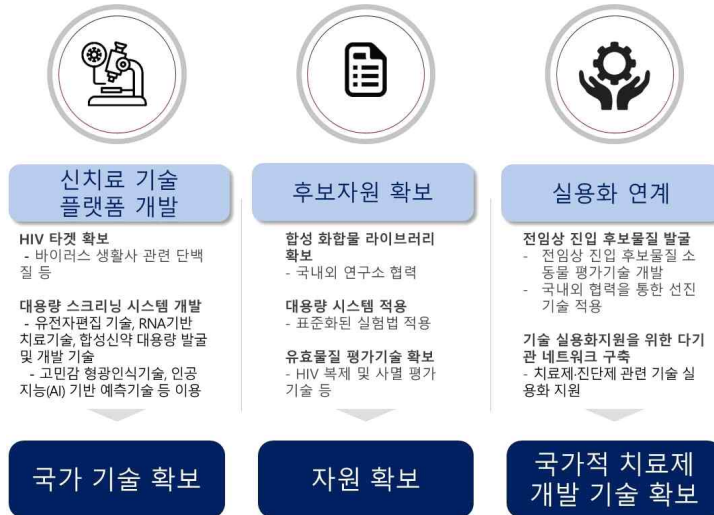 신치료 기술
플랫폼 개발
HIV 타겟 확보
- 바이러스 생활사 관련 단백
질 등
대용량 스크리닝 시스템 개발
- 유전자편집 기술, RNA기반
치료기술, 합성신약 대용량 발굴
및 개발 기술
- 고민감 형광인식기술, 인공
지능(AI) 기반 예측기술 등 이용
국가 기술 확보
후보자원 확보
합성 화합물 라이브러리
확보
- 국내외 연구소 협력
대용량 시스템 적용
- 표준화된 실험법 적용
유효물질 평가기술 확보
- HIV 복제 및 사멸 평가
기술 등
자원 확보
실용화 연계
전임상 진입 후보물질 발굴
- 전임상 진입 후보물질 소
동물 평가기술 개발
- 국내외 협력을 통한 선진
기술 적용
기술 실용화지원을 위한 다기
관 네트워크 구축
- 치료제·진단제 관련 기술 실
용화 지원
국가적 치료제
개발 기술 확보